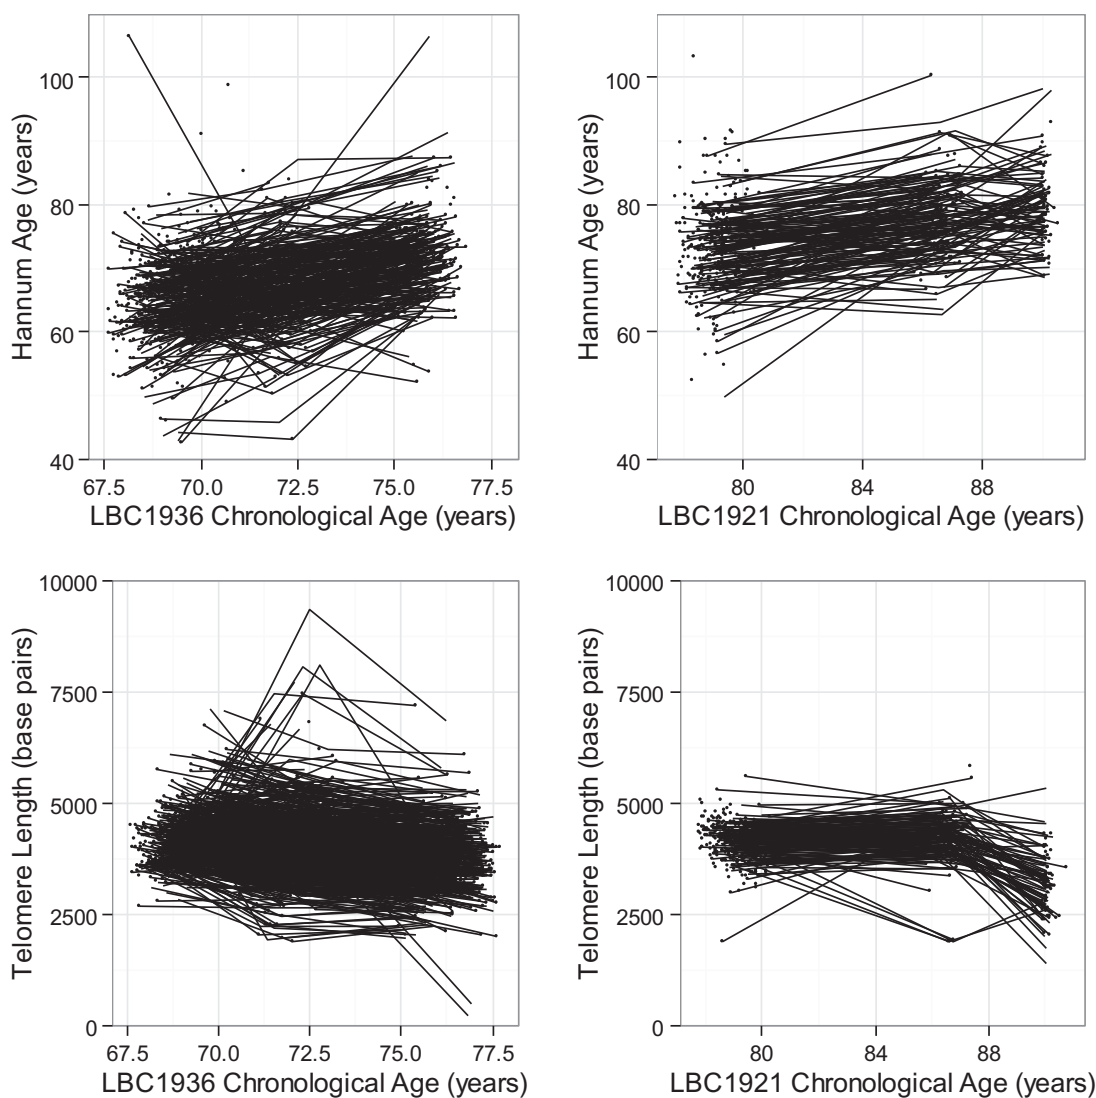 Hannum Age (years)
100
80
60
40
67.5 70.0 72.5 75.0 77.5
LBC1936 Chronological Age (years)
Hannum Age (years)
100
80
60
40
80 84 88
LBC1921 Chronological Age (years)
Telomere Length (base pairs)
10000
7500
5000
2500
0
67.5 70.0 72.5 75.0 77.5
LBC1936 Chronological Age (years)
Telomere Length (base pairs)
10000
7500
5000
2500
0
80 84 88
LBC1921 Chronological Age (years)